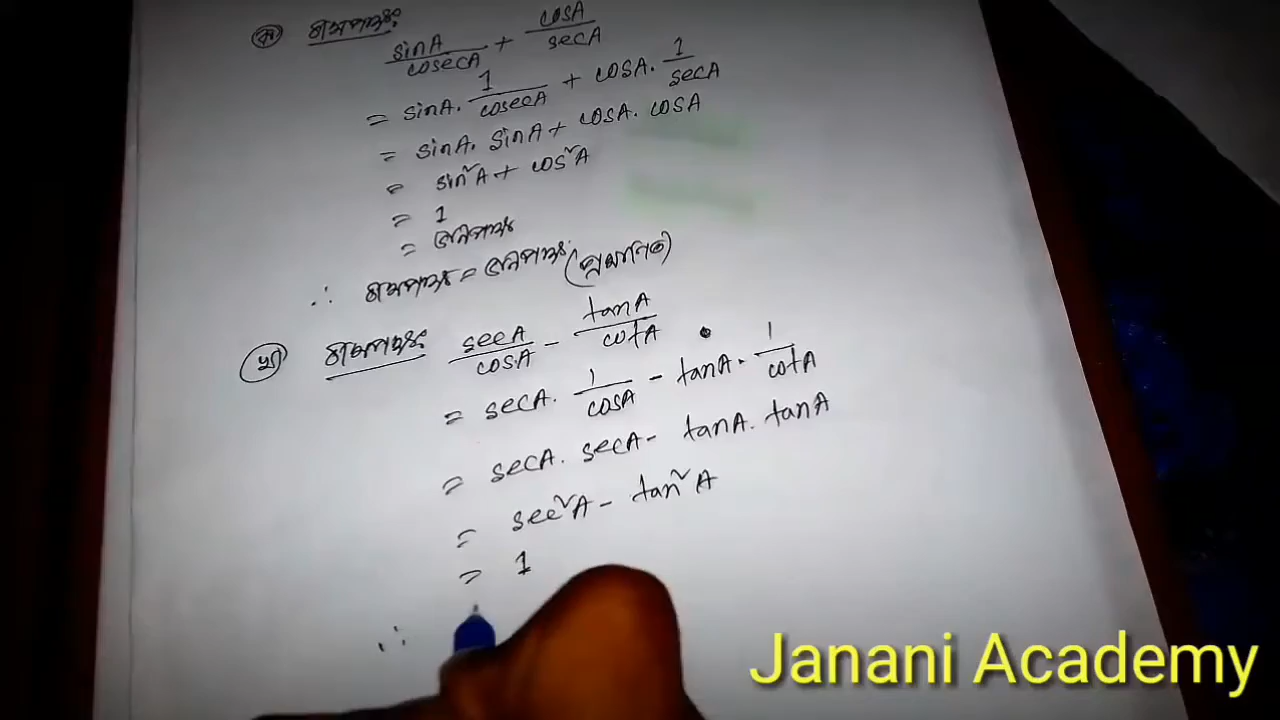 ক বামপক্ষঃ sinA/cosecA + cosA/secA
= sinA. 1/cosecA + cosA. 1/secA
= sinA. sinA + cosA. cosA
= sin²A + cos²A
= 1
= ডানপক্ষ
∴ বামপক্ষ = ডানপক্ষ (প্রমাণিত)
খ বামপক্ষঃ secA/cosA - tanA/cotA
= secA. 1/cosA - tanA. 1/cotA
= secA. secA - tanA. tanA
= sec²A - tan²A
= 1
∴
Janani Academy